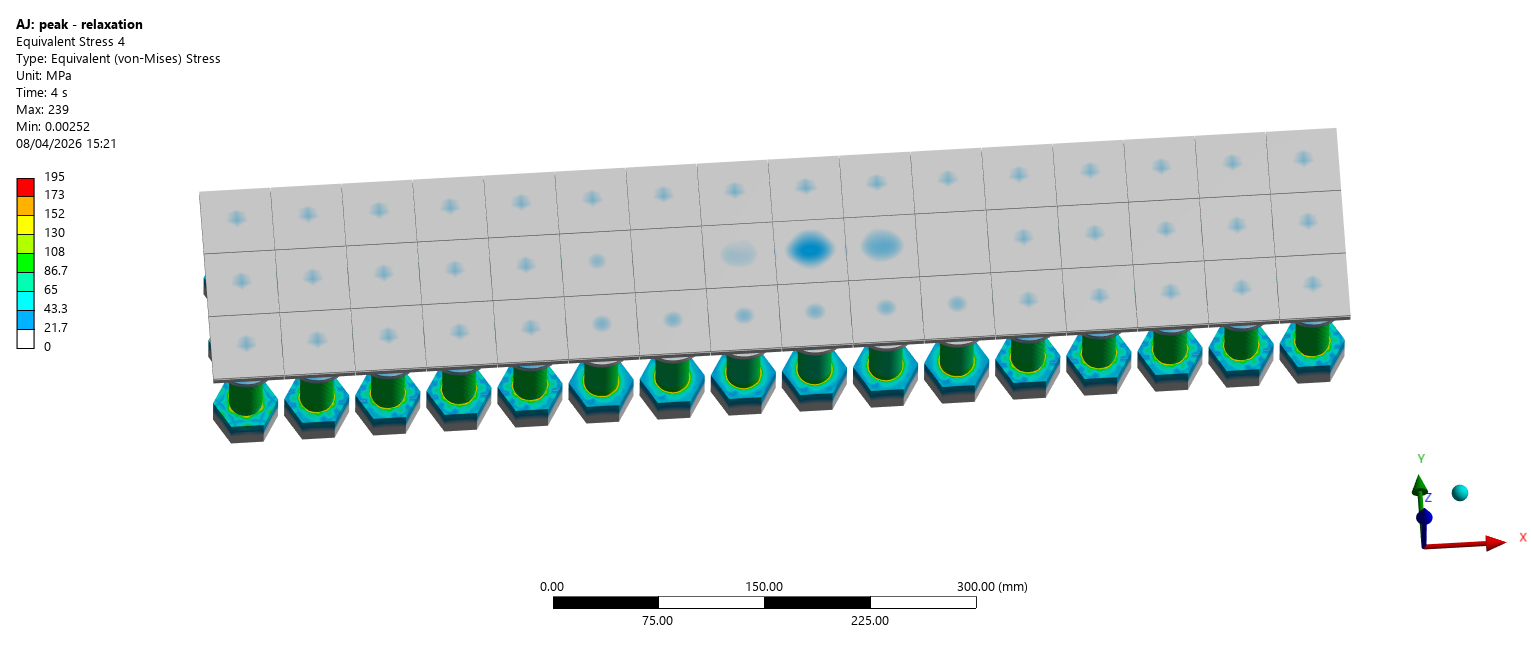 AJ: peak - relaxation
Equivalent Stress 4
Type: Equivalent (von-Mises) Stress
Unit: MPa
Time: 4 s
Max: 239
Min: 0.00252
08/04/2026 15:21
195
173
152
130
108
86.7
65
43.3
21.7
0
Y
Z
X
0.00 150.00 300.00 (mm)
75.00 225.00